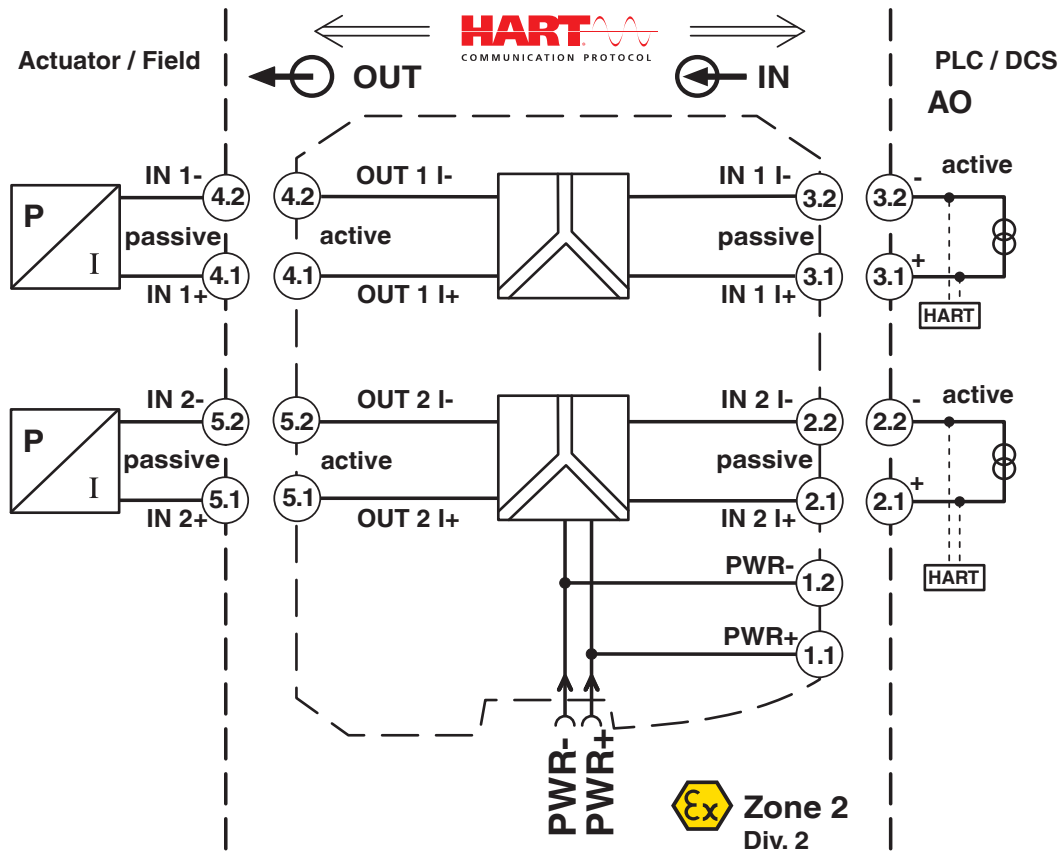 HART
COMMUNICATION PROTOCOL
Actuator / Field
PLC / DCS
OUT
IN
AO
IN 1-
4.2
4.2
OUT 1 I-
IN 1 I-
3.2
3.2
-
active
P
I
passive
active
passive
4.1
4.1
3.1
3.1
+
IN 1+
OUT 1 I+
IN 1 I+
HART
IN 2-
5.2
5.2
OUT 2 I-
IN 2 I-
2.2
2.2
-
active
P
I
passive
active
passive
5.1
5.1
2.1
2.1
+
IN 2+
OUT 2 I+
IN 2 I+
PWR-
1.2
HART
PWR+
1.1
PWR-
PWR+
Ex
Zone 2
Div. 2